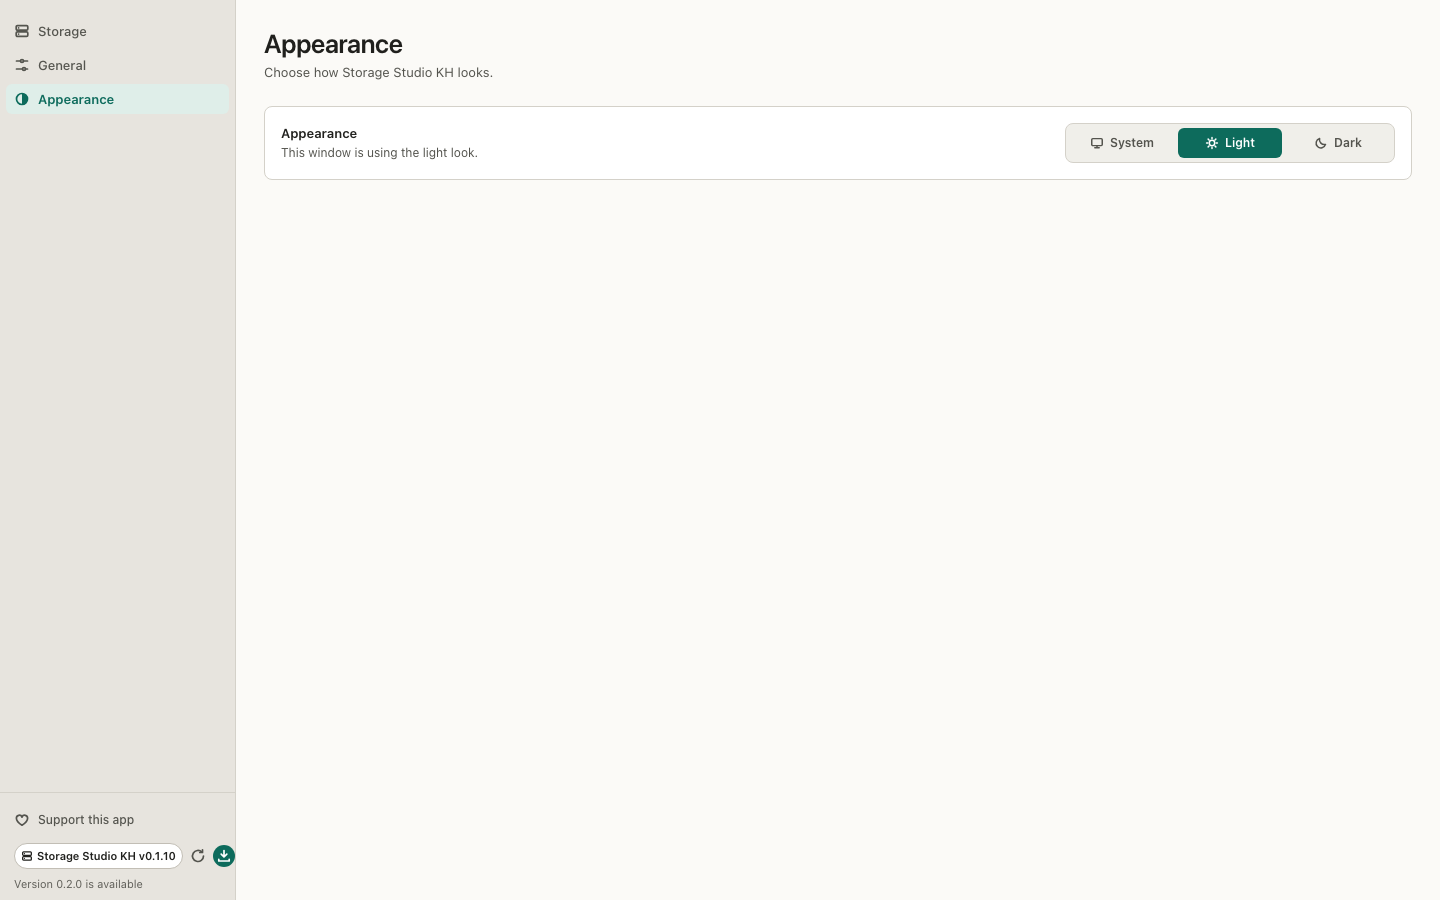 Storage
General
Appearance
Support this app
Storage Studio KH v0.1.10
Version 0.2.0 is available
Appearance
Choose how Storage Studio KH looks.
Appearance
This window is using the light look.
System
Light
Dark